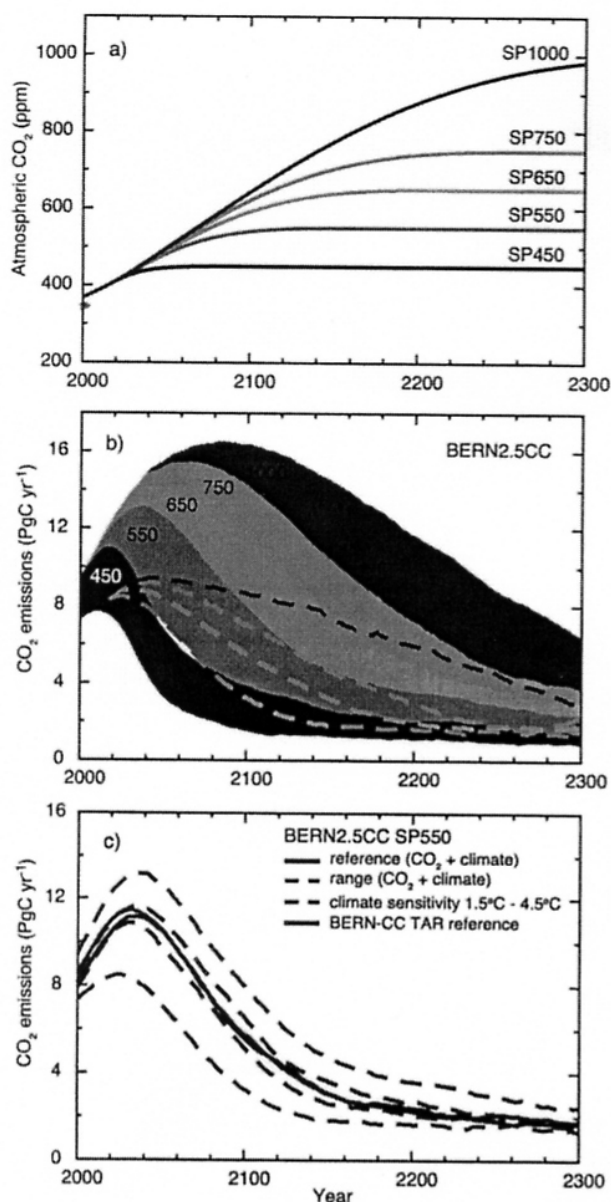 a)
SP1000
SP750
SP650
SP550
SP450
Atmospheric CO₂ (ppm)
1000
800
600
400
200
2000 2100 2200 2300
b)
BERN2.5CC
1000
750
650
550
450
CO₂ emissions (PgC yr⁻¹)
16
12
8
4
0
2000 2100 2200 2300
c)
BERN2.5CC SP550
reference (CO₂ + climate)
range (CO₂ + climate)
climate sensitivity 1.5°C - 4.5°C
BERN-CC TAR reference
CO₂ emissions (PgC yr⁻¹)
16
12
8
4
0
2000 2100 2200 2300
Year